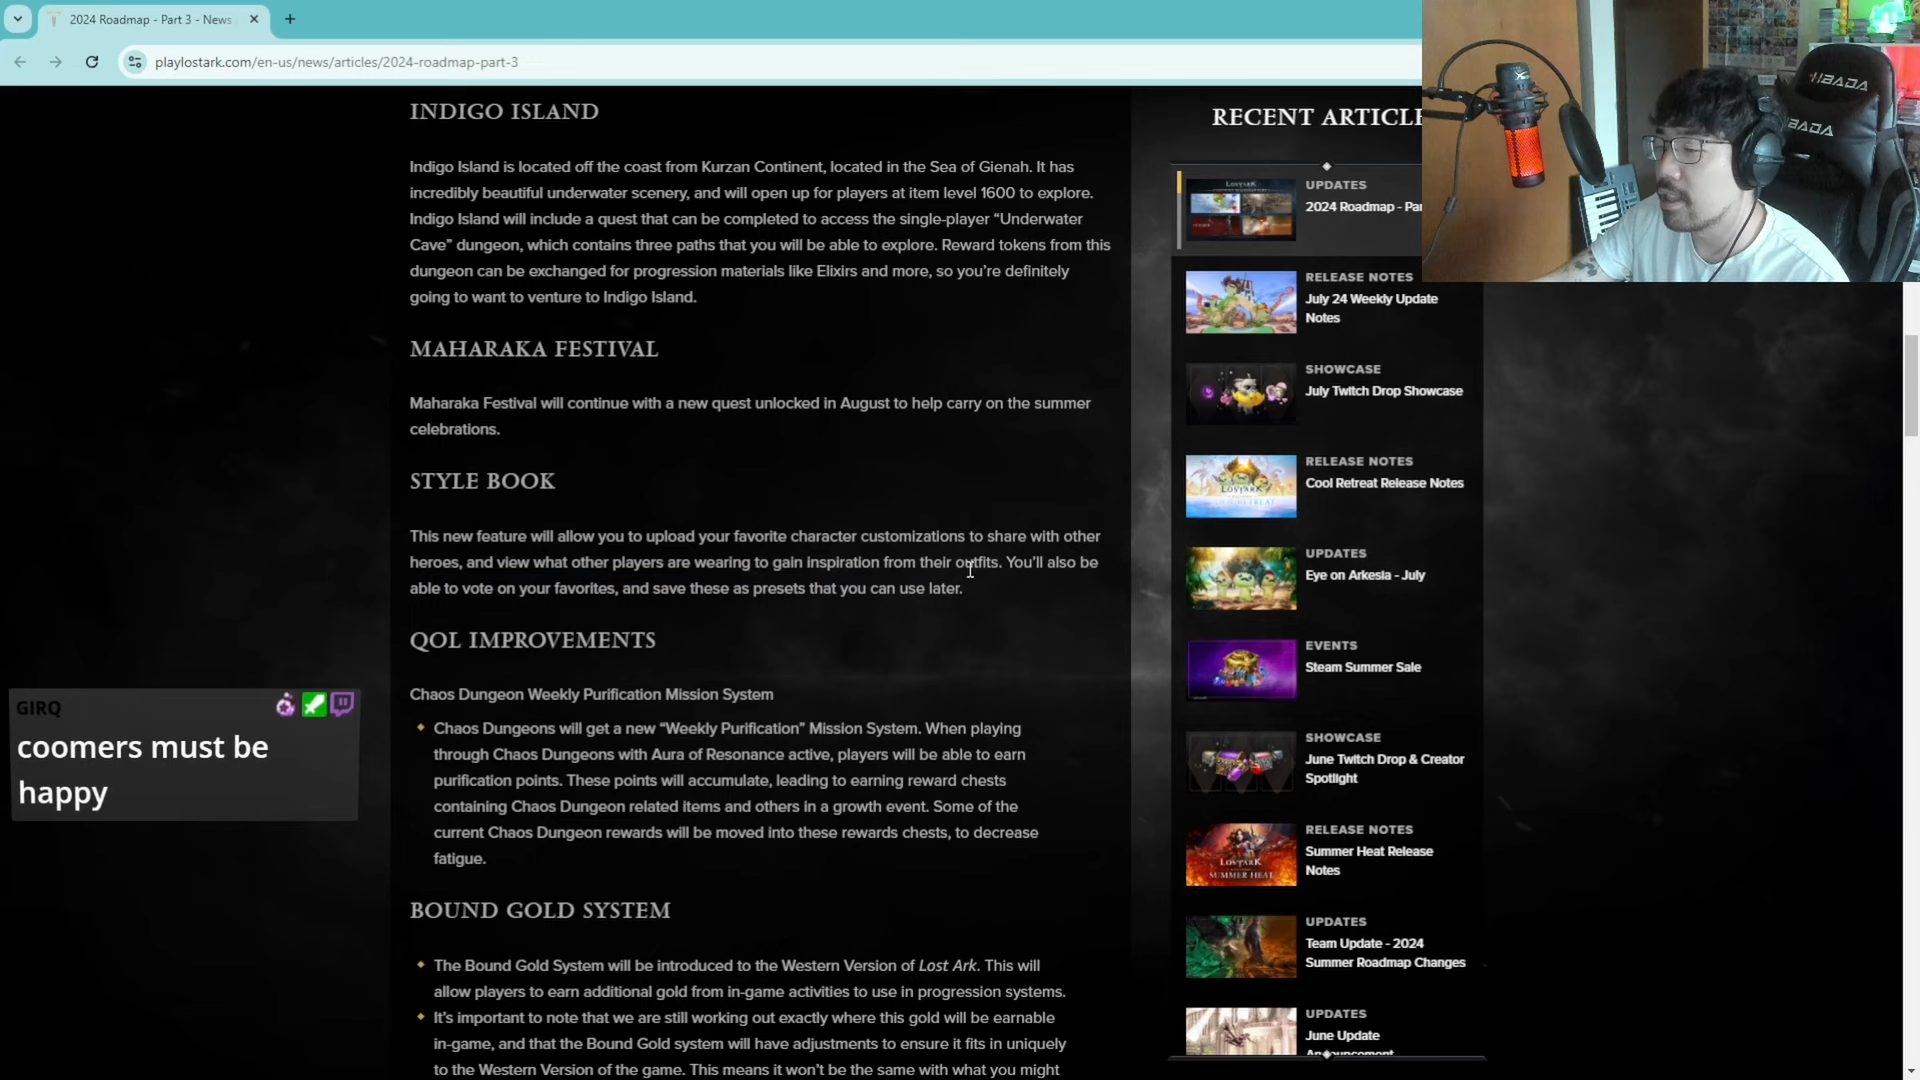 2024 Roadmap - Part 3 - News
playlostark.com/en-us/news/articles/2024-roadmap-part-3
INDIGO ISLAND
Indigo Island is located off the coast from Kurzan Continent, located in the Sea of Gienah. It has
incredibly beautiful underwater scenery, and will open up for players at item level 1600 to explore.
Indigo Island will include a quest that can be completed to access the single-player “Underwater
Cave” dungeon, which contains three paths that you will be able to explore. Reward tokens from this
dungeon can be exchanged for progression materials like Elixirs and more, so you’re definitely
going to want to venture to Indigo Island.
MAHARAKA FESTIVAL
Maharaka Festival will continue with a new quest unlocked in August to help carry on the summer
celebrations.
STYLE BOOK
This new feature will allow you to upload your favorite character customizations to share with other
heroes, and view what other players are wearing to gain inspiration from their outfits. You’ll also be
able to vote on your favorites, and save these as presets that you can use later.
QOL IMPROVEMENTS
Chaos Dungeon Weekly Purification Mission System
Chaos Dungeons will get a new “Weekly Purification” Mission System. When playing
through Chaos Dungeons with Aura of Resonance active, players will be able to earn
purification points. These points will accumulate, leading to earning reward chests
containing Chaos Dungeon related items and others in a growth event. Some of the
current Chaos Dungeon rewards will be moved into these rewards chests, to decrease
fatigue.
BOUND GOLD SYSTEM
The Bound Gold System will be introduced to the Western Version of Lost Ark. This will
allow players to earn additional gold from in-game activities to use in progression systems.
It’s important to note that we are still working out exactly where this gold will be earnable
in-game, and that the Bound Gold system will have adjustments to ensure it fits in uniquely
to the Western Version of the game. This means it won’t be the same with what you might
GIRQ
coomers must be
happy
RECENT ARTICLE
UPDATES
2024 Roadmap - Par
RELEASE NOTES
July 24 Weekly Update
Notes
SHOWCASE
July Twitch Drop Showcase
RELEASE NOTES
Cool Retreat Release Notes
UPDATES
Eye on Arkesia - July
EVENTS
Steam Summer Sale
SHOWCASE
June Twitch Drop & Creator
Spotlight
RELEASE NOTES
Summer Heat Release
Notes
LOST ARK
SUMMER HEAT
UPDATES
Team Update - 2024
Summer Roadmap Changes
UPDATES
June Update
Announcement
HBADA